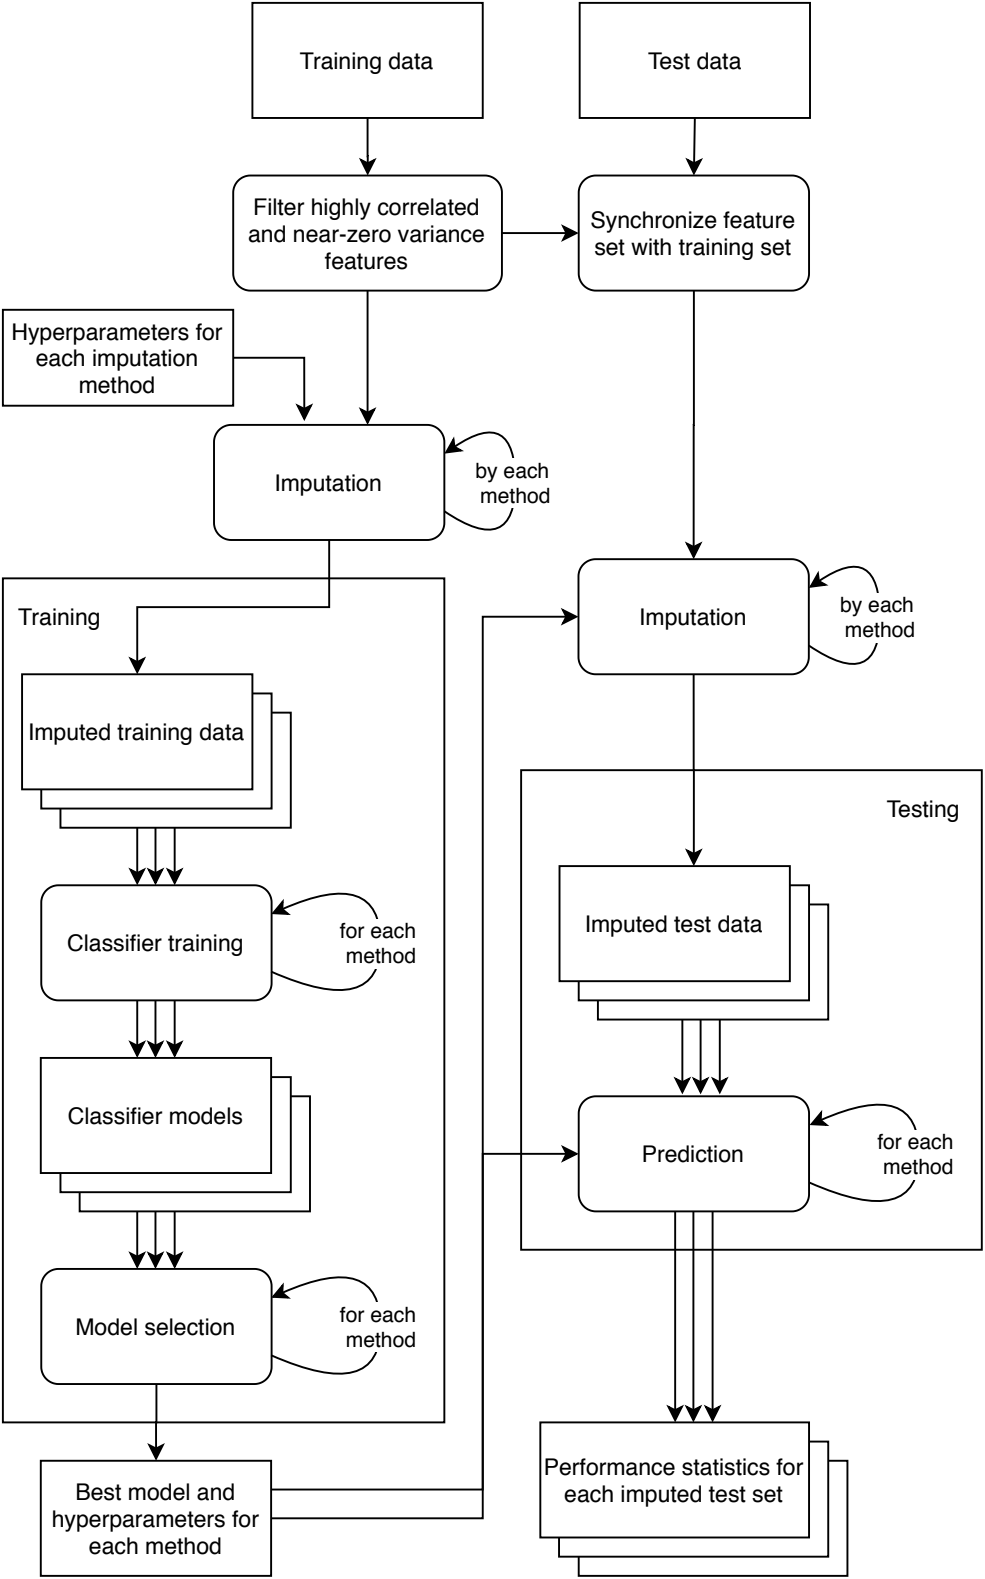 Training data
Test data
Filter highly correlated
and near-zero variance
features
Synchronize feature
set with training set
Hyperparameters for
each imputation
method
Imputation
by each
method
Imputation
by each
method
Training
Imputed training data
Testing
Classifier training
for each
method
Imputed test data
Classifier models
Prediction
for each
method
Model selection
for each
method
Best model and
hyperparameters for
each method
Performance statistics for
each imputed test set